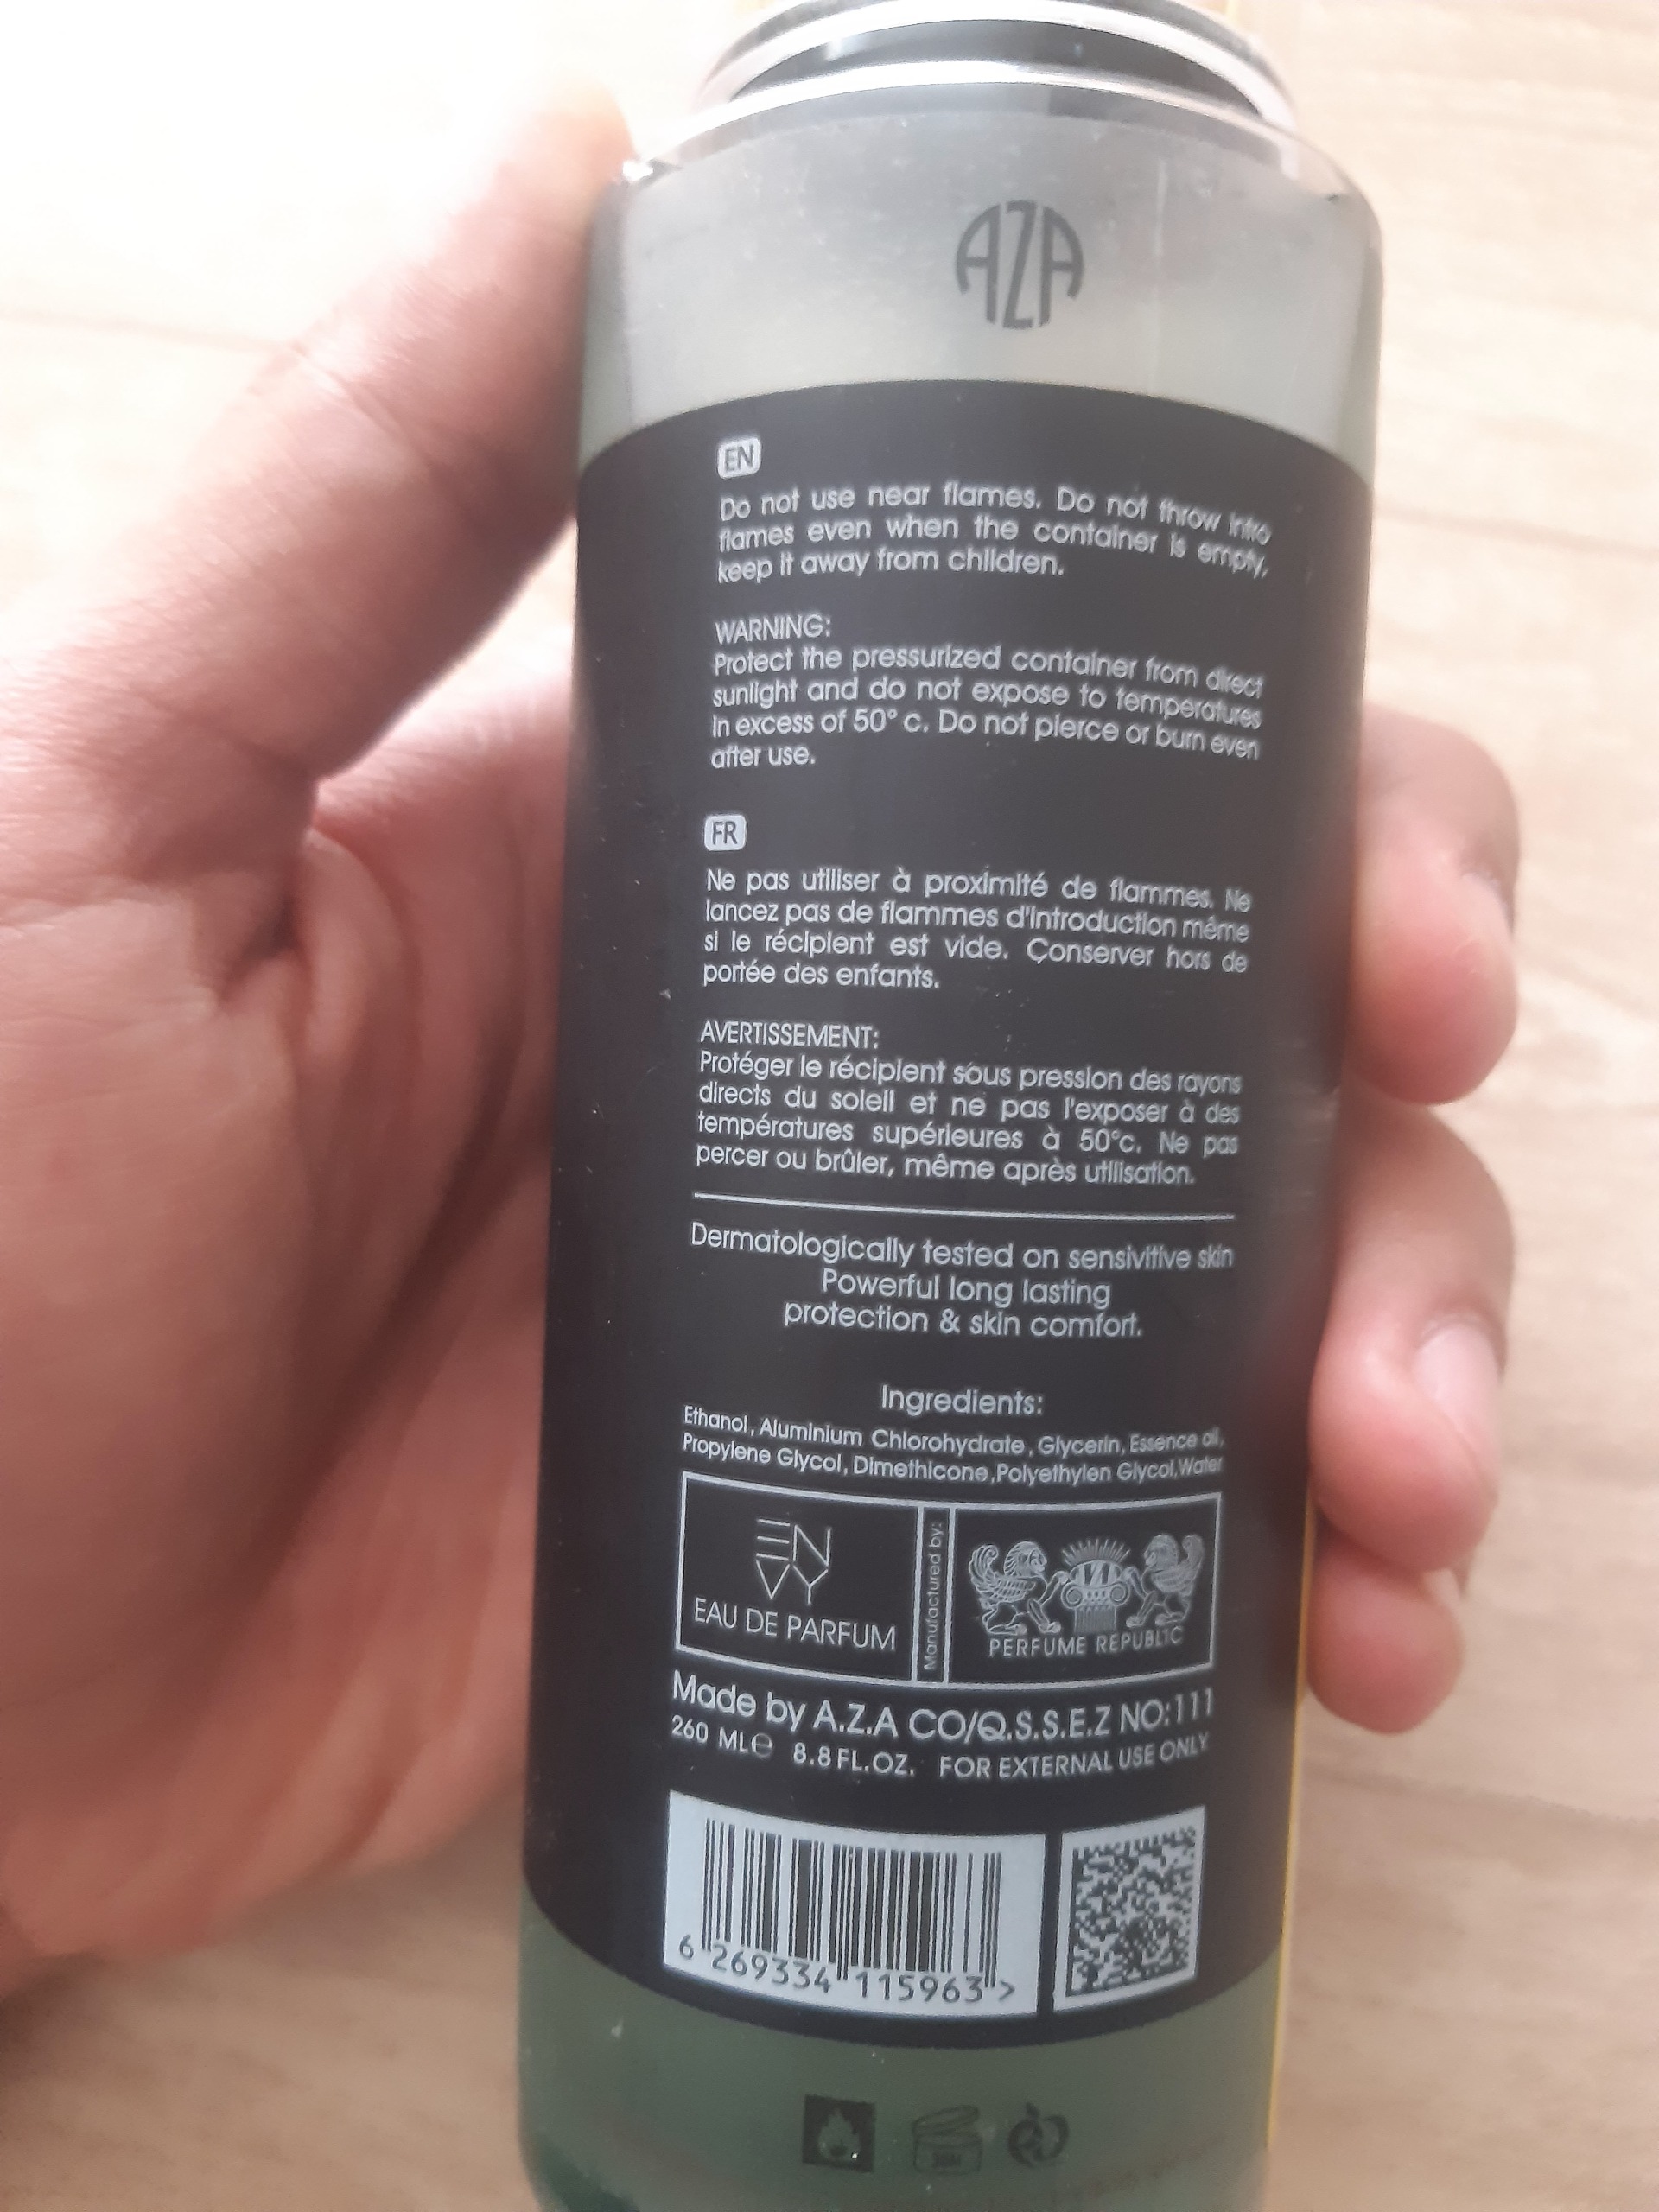 AZA
EN
Do not use near flames. Do not throw intro
flames even when the container is empty,
keep it away from children.
WARNING:
Protect the pressurized container from direct
sunlight and do not expose to temperatures
in excess of 50° c. Do not pierce or burn even
after use.
FR
Ne pas utiliser à proximité de flammes. Ne
lancez pas de flammes d'introduction même
si le récipient est vide. Conserver hors de
portée des enfants.
AVERTISSEMENT:
Protéger le récipient sous pression des rayons
directs du soleil et ne pas l'exposer à des
températures supérieures à 50°c. Ne pas
percer ou brûler, même après utilisation.
Dermatologically tested on sensivitive skin
Powerful long lasting
protection & skin comfort.
Ingredients:
Ethanol, Aluminium Chlorohydrate, Glycerin, Essence oil,
Propylene Glycol, Dimethicone, Polyethylen Glycol, Water
ENVY
EAU DE PARFUM
Manufactured by:
AZA
PERFUME REPUBLIC
Made by A.Z.A CO/Q.S.S.E.Z NO:111
260 ML℮ 8.8 FL.OZ. FOR EXTERNAL USE ONLY
6 269334 115963 >